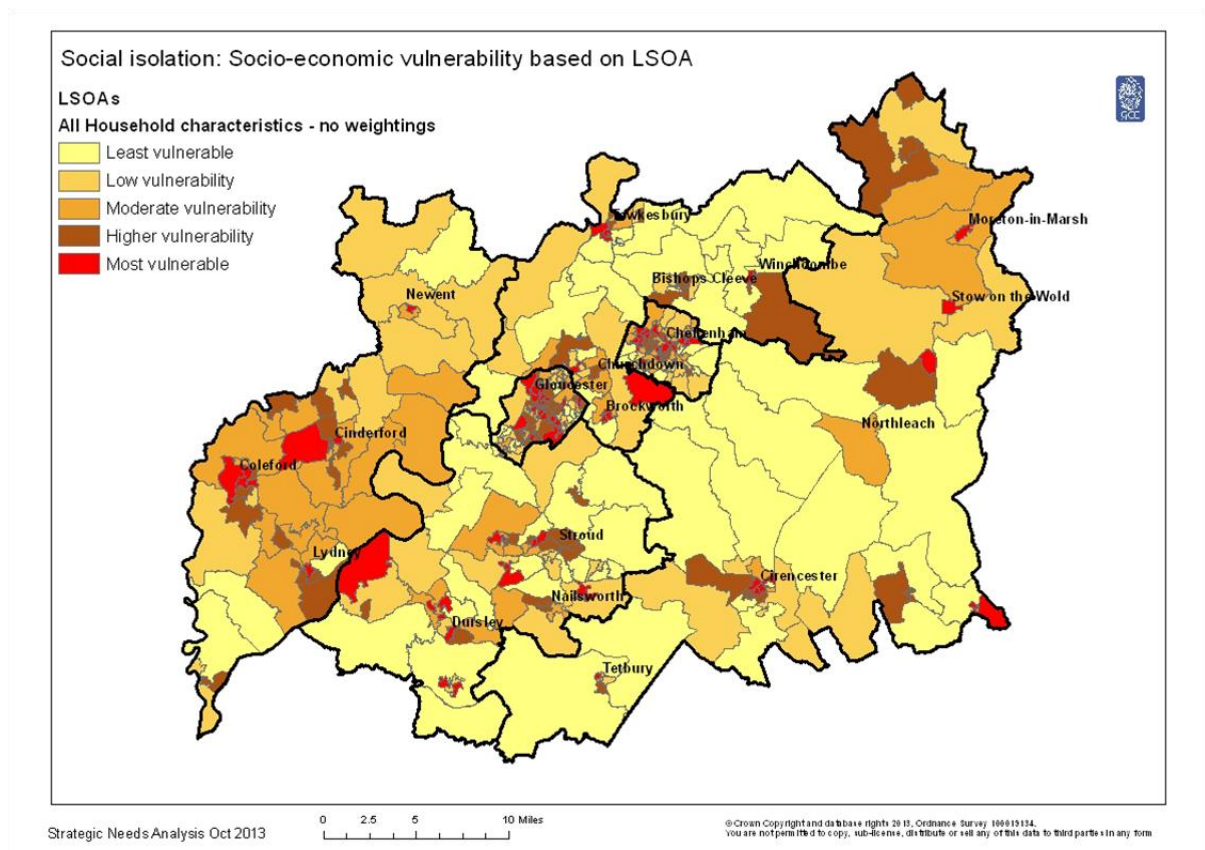 Social isolation: Socio-economic vulnerability based on LSOA
LSOAs
All Household characteristics - no weightings
Least vulnerable
Low vulnerability
Moderate vulnerability
Higher vulnerability
Most vulnerable
GCC
Tewkesbury
Moreton-in-Marsh
Bishops Cleeve
Winchcombe
Newent
Stow on the Wold
Cheltenham
Churchdown
Gloucester
Brockworth
Northleach
Cinderford
Coleford
Stroud
Lydney
Cirencester
Nailsworth
Dursley
Tetbury
0 2.5 5 10 Miles
Strategic Needs Analysis Oct 2013
© Crown Copyright and database rights 2013, Ordnance Survey 100019134.
You are not permitted to copy, sub-license, distribute or sell any of this data to third parties in any form